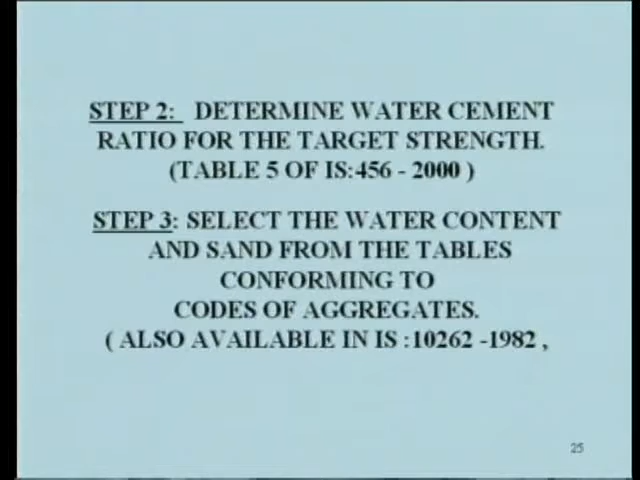 STEP 2: DETERMINE WATER CEMENT
RATIO FOR THE TARGET STRENGTH.
(TABLE 5 OF IS:456 - 2000 )
STEP 3: SELECT THE WATER CONTENT
AND SAND FROM THE TABLES
CONFORMING TO
CODES OF AGGREGATES.
( ALSO AVAILABLE IN IS :10262 -1982 ,
25